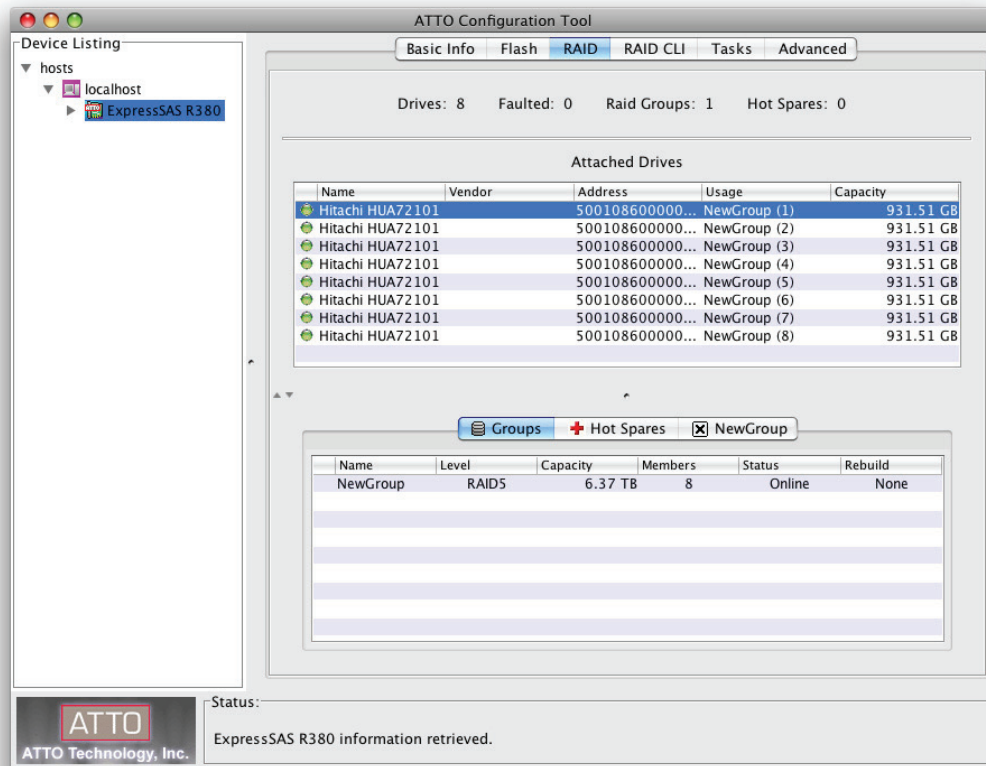 ATTO Configuration Tool
Device Listing
hosts
localhost
ExpressSAS R380
Basic Info Flash RAID RAID CLI Tasks Advanced
Drives: 8 Faulted: 0 Raid Groups: 1 Hot Spares: 0
Attached Drives
Name Vendor Address Usage Capacity
Hitachi HUA72101 500108600000... NewGroup (1) 931.51 GB
Hitachi HUA72101 500108600000... NewGroup (2) 931.51 GB
Hitachi HUA72101 500108600000... NewGroup (3) 931.51 GB
Hitachi HUA72101 500108600000... NewGroup (4) 931.51 GB
Hitachi HUA72101 500108600000... NewGroup (5) 931.51 GB
Hitachi HUA72101 500108600000... NewGroup (6) 931.51 GB
Hitachi HUA72101 500108600000... NewGroup (7) 931.51 GB
Hitachi HUA72101 500108600000... NewGroup (8) 931.51 GB
Groups Hot Spares NewGroup
Name Level Capacity Members Status Rebuild
NewGroup RAID5 6.37 TB 8 Online None
ATTO
ATTO Technology, Inc.
Status:
ExpressSAS R380 information retrieved.